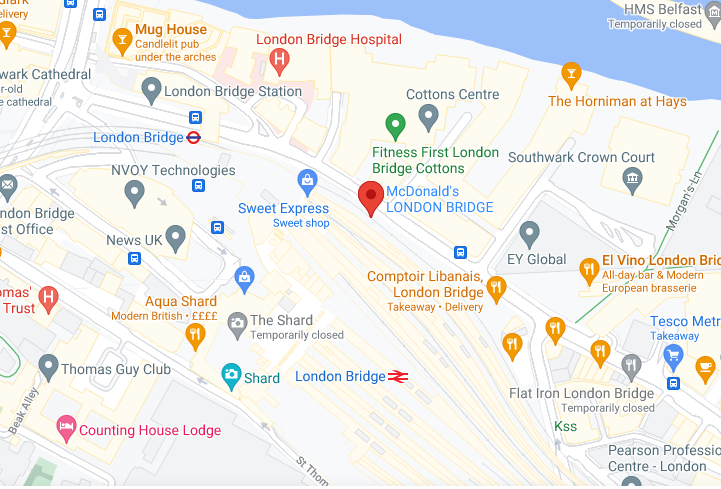 Delivery
Mug House
Candlelit pub
under the arches
London Bridge Hospital
HMS Belfast
Temporarily closed
wark Cathedral
r-old
e cathedral
London Bridge Station
Cottons Centre
The Horniman at Hays
London Bridge
Fitness First London
Bridge Cottons
Southwark Crown Court
NVOY Technologies
McDonald's
LONDON BRIDGE
Morgan's Ln
ndon Bridge
st Office
Sweet Express
Sweet shop
News UK
EY Global
El Vino London Bric
All-day bar & Modern
European brasserie
Comptoir Libanais,
London Bridge
Takeaway • Delivery
omas'
Trust
Aqua Shard
Modern British • ££££
The Shard
Temporarily closed
Tesco Metr
Takeaway
Thomas Guy Club
Shard
London Bridge
Flat Iron London Bridge
Temporarily closed
Beak Alley
Counting House Lodge
Kss
St Thom
Pearson Professio
Centre - London